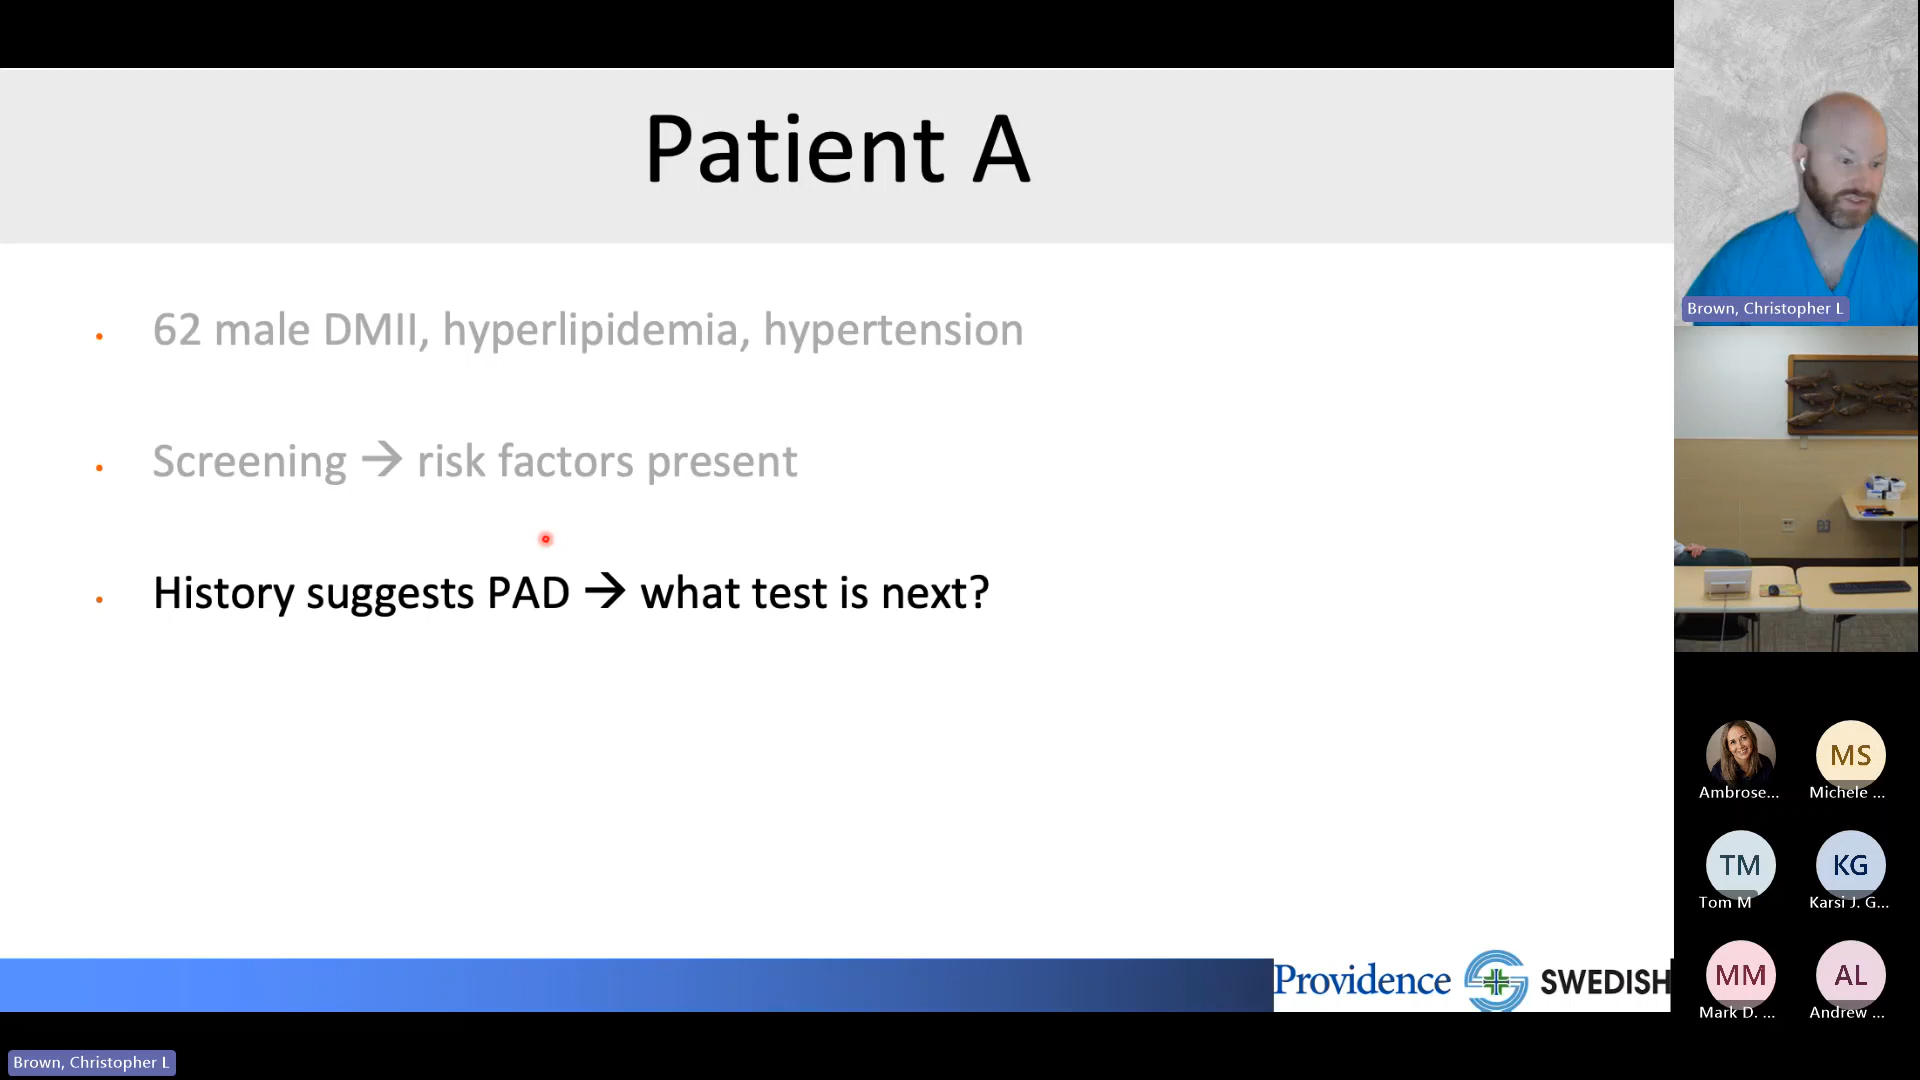 Patient A
62 male DMII, hyperlipidemia, hypertension
Screening → risk factors present
History suggests PAD → what test is next?
Providence SWEDISH
Brown, Christopher L
Brown, Christopher L
MS
Ambrose...
Michele ...
TM
KG
Tom M
Karsi J. G...
MM
AL
Mark D. ...
Andrew ...